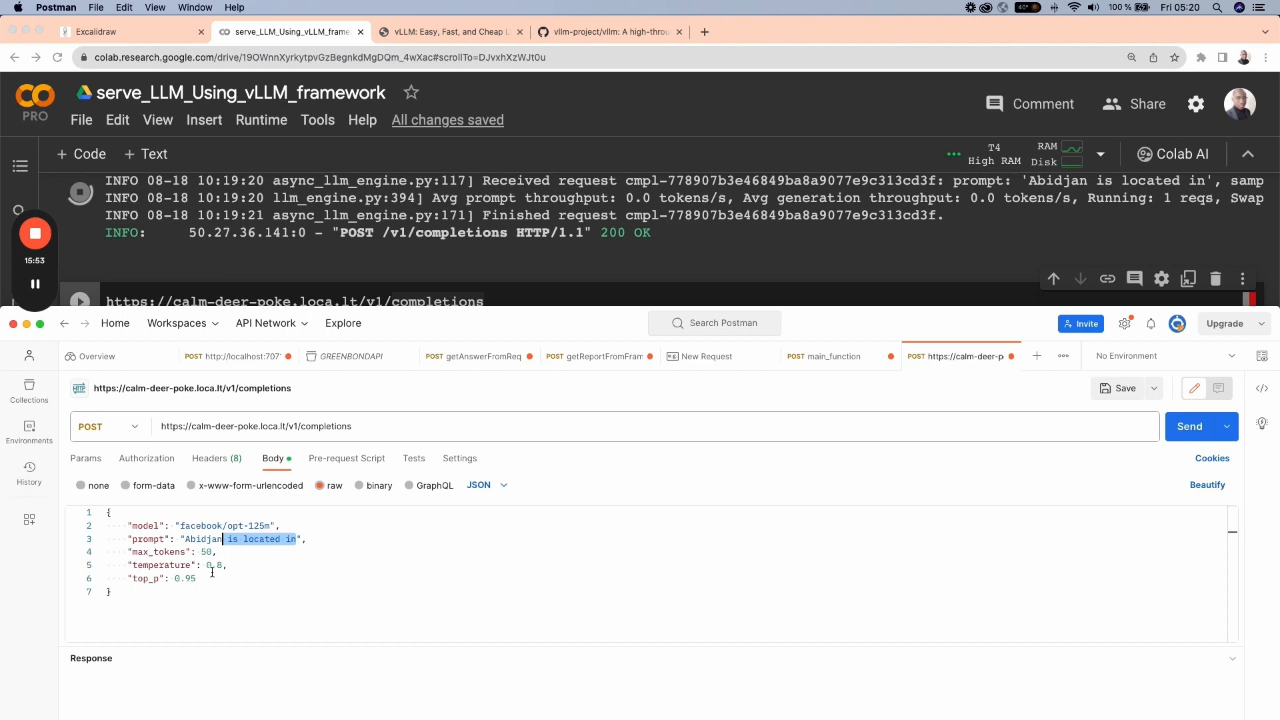 Postman File Edit View Window Help 40° 100 % Fri 05:20
Excalidraw serve_LLM_Using_vLLM_frame vLLM: Easy, Fast, and Cheap L vllm-project/vllm: A high-throu
colab.research.google.com/drive/19OWnnXyrkytpvGzBegnkdMgDQm_4wXac#scrollTo=DJvxhXzWJt0u
PRO
serve_LLM_Using_vLLM_framework
Comment Share
File Edit View Insert Runtime Tools Help All changes saved
+ Code + Text T4 High RAM RAM Disk Colab AI
INFO 08-18 10:19:20 async_llm_engine.py:117] Received request cmpl-778907b3e46849ba8a9077e9c313cd3f: prompt: 'Abidjan is located in', samp
INFO 08-18 10:19:20 llm_engine.py:394] Avg prompt throughput: 0.0 tokens/s, Avg generation throughput: 0.0 tokens/s, Running: 1 reqs, Swap
INFO 08-18 10:19:21 async_llm_engine.py:171] Finished request cmpl-778907b3e46849ba8a9077e9c313cd3f.
INFO: 50.27.36.141:0 - "POST /v1/completions HTTP/1.1" 200 OK
15:53
https://calm-deer-poke.loca.lt/v1/completions
Home Workspaces API Network Explore Search Postman Invite Upgrade
Overview POST http://localhost:707 GREENBONDAPI POST getAnswerFromReq POST getReportFromFram New Request POST main_function POST https://calm-deer-p No Environment
HTTP https://calm-deer-poke.loca.lt/v1/completions Save
Collections
POST https://calm-deer-poke.loca.lt/v1/completions Send
Environments
Params Authorization Headers (8) Body Pre-request Script Tests Settings Cookies
History
none form-data x-www-form-urlencoded raw binary GraphQL JSON Beautify
1 {
2 "model": "facebook/opt-125m",
3 "prompt": "Abidjan is located in",
4 "max_tokens": 50,
5 "temperature": 0.8,
6 "top_p": 0.95
7 }
Response